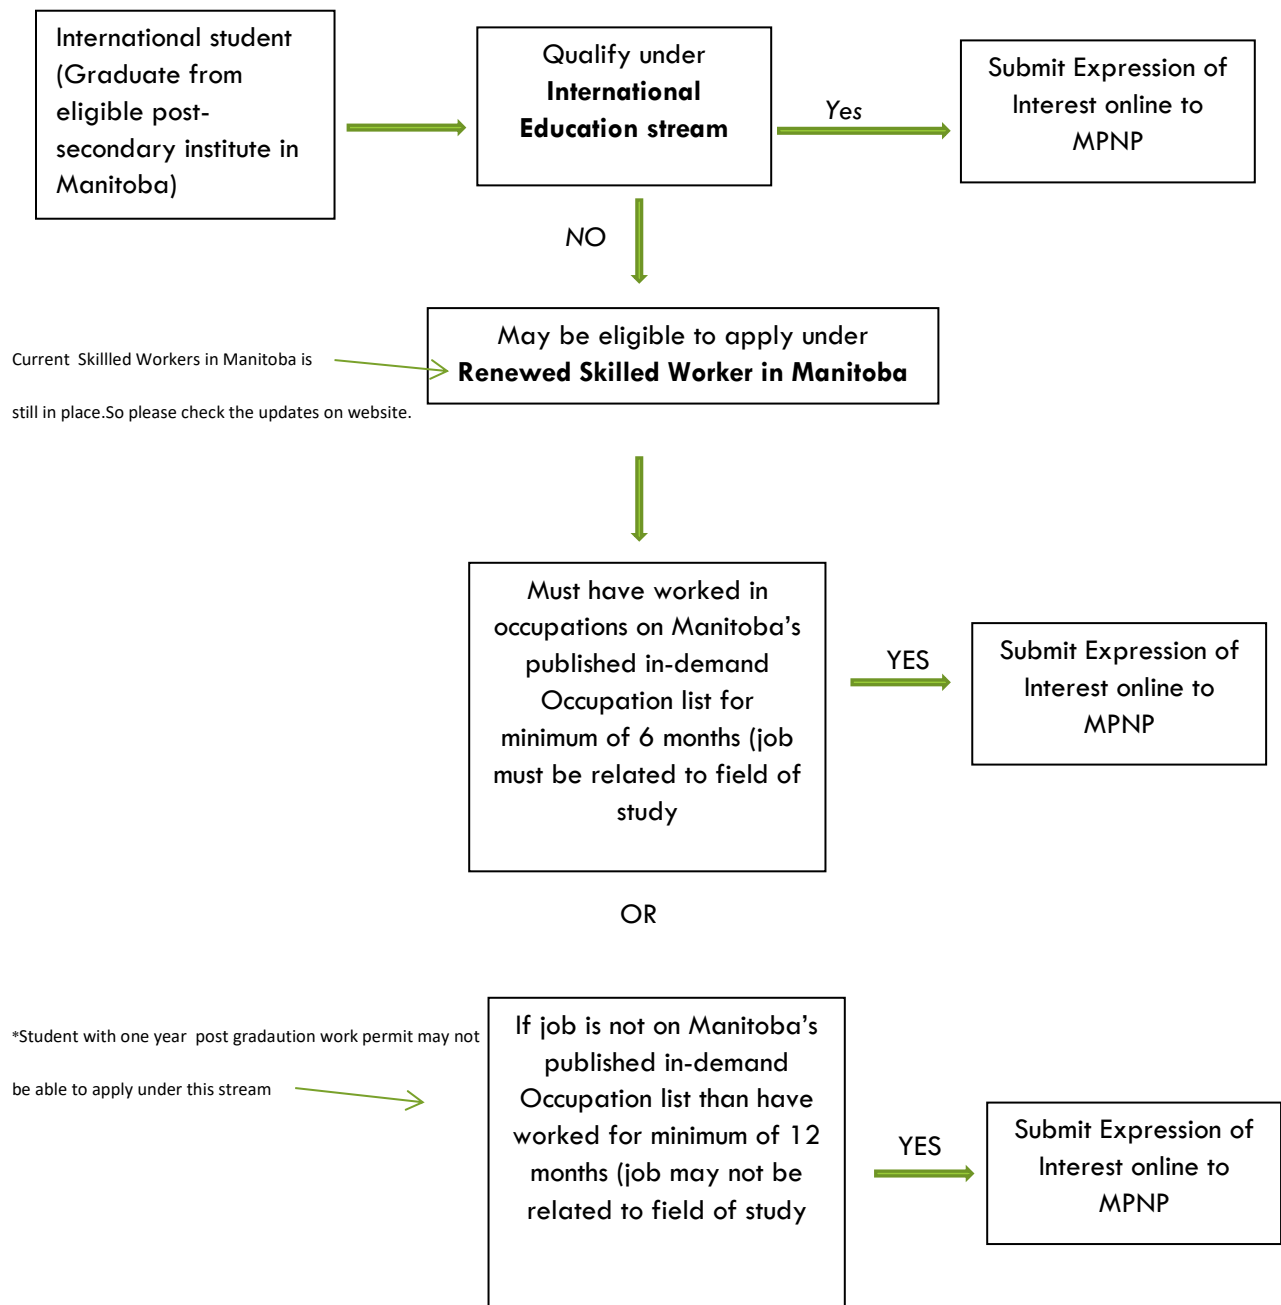 International student
(Graduate from
eligible post-
secondary institute in
Manitoba)
Qualify under
International
Education stream
Yes
Submit Expression of
Interest online to
MPNP
NO
May be eligible to apply under
Renewed Skilled Worker in Manitoba
Current  Skillled Workers in Manitoba is
still in place.So please check the updates on website.
Must have worked in
occupations on Manitoba's
published in-demand
Occupation list for
minimum of 6 months (job
must be related to field of
study
YES
Submit Expression of
Interest online to
MPNP
OR
*Student with one year  post gradaution work permit may not
be able to apply under this stream
If job is not on Manitoba's
published in-demand
Occupation list than have
worked for minimum of 12
months (job may not be
related to field of study
YES
Submit Expression of
Interest online to
MPNP